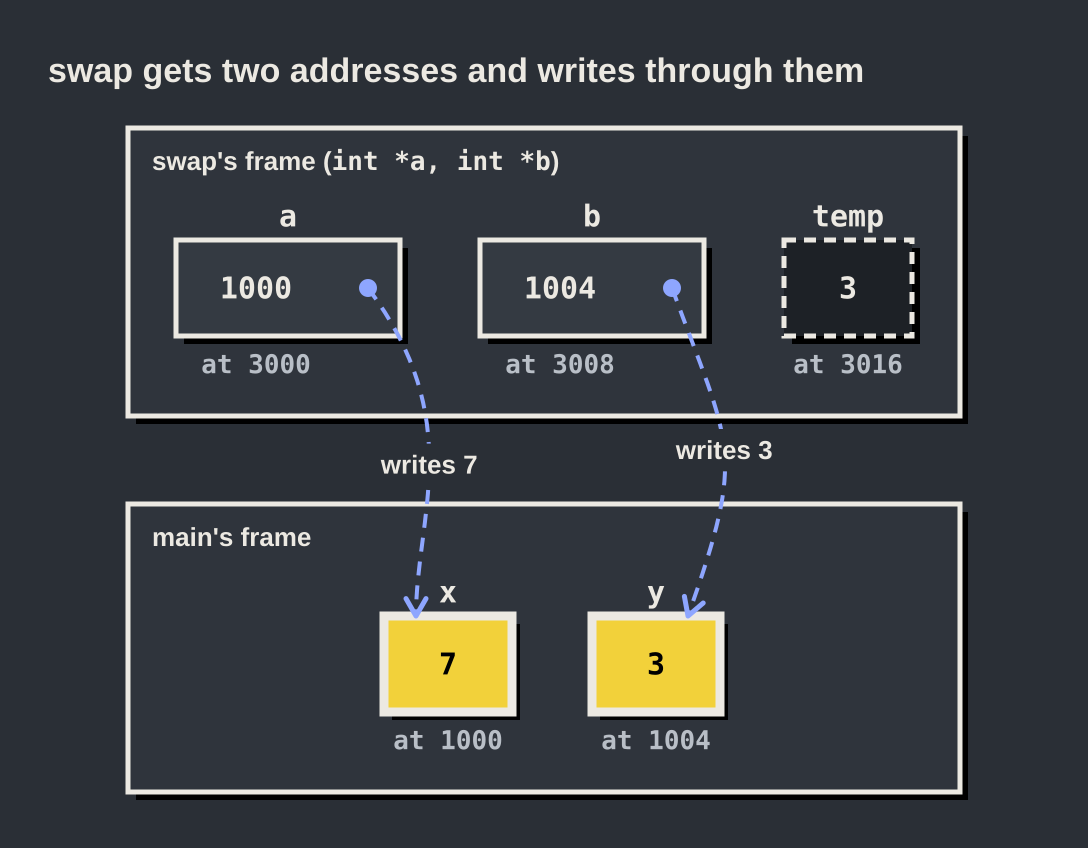 swap gets two addresses and writes through them
swap's frame (int *a, int *b)
a b temp
1000 1004 3
at 3000 at 3008 at 3016
writes 7 writes 3
main's frame
x y
7 3
at 1000 at 1004